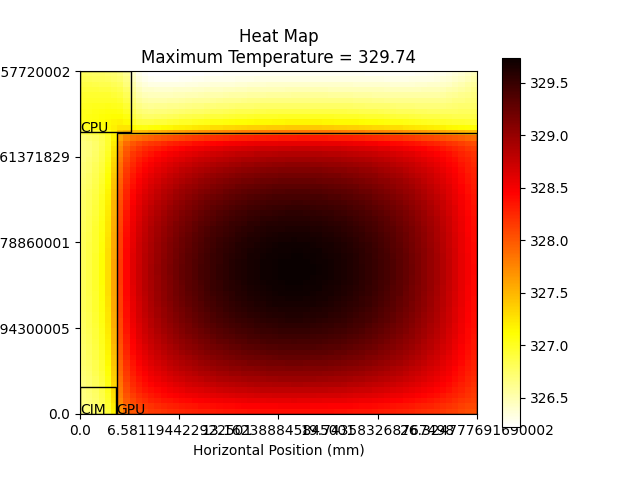 Heat Map
Maximum Temperature = 329.74
57720002
61371829
78860001
94300005
0.0
CPU
CIM
GPU
0.0
Horizontal Position (mm)
329.5
329.0
328.5
328.0
327.5
327.0
326.5